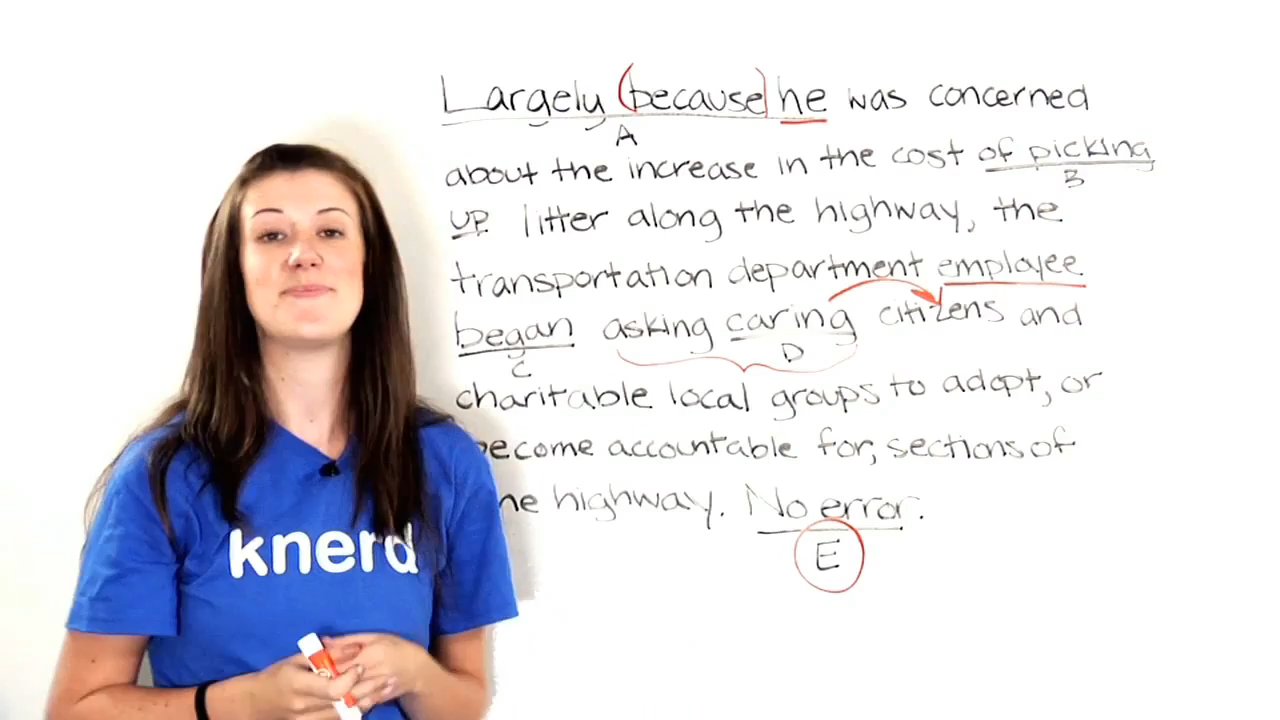 Largely because he was concerned
A
about the increase in the cost of picking
B
up litter along the highway, the
transportation department employee
began asking caring citizens and
C D
charitable local groups to adopt, or
become accountable for, sections of
the highway. No error.
E
knerd